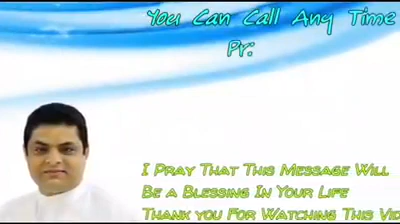 You Can Call Any Time
Pr:
I Pray That This Message Will
Be a Blessing In Your Life
Thank you For Watching This